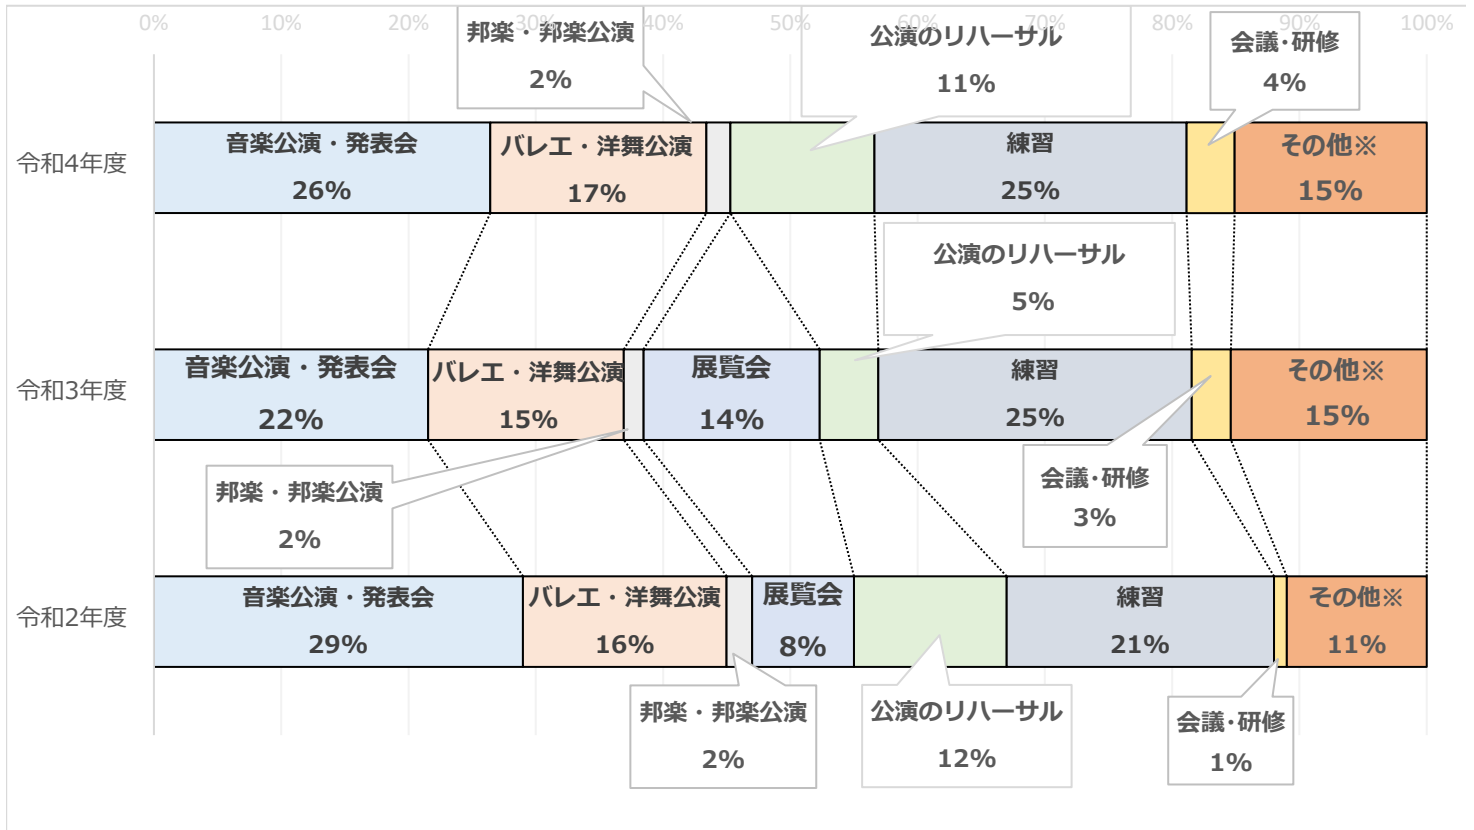 0% 10% 20% 30% 40% 50% 60% 70% 80% 90% 100%
邦楽・邦楽公演
2%
公演のリハーサル
11%
会議・研修
4%
令和4年度
音楽公演・発表会
26%
バレエ・洋舞公演
17%
練習
25%
その他※
15%
公演のリハーサル
5%
令和3年度
音楽公演・発表会
22%
バレエ・洋舞公演
15%
展覧会
14%
練習
25%
その他※
15%
邦楽・邦楽公演
2%
会議・研修
3%
令和2年度
音楽公演・発表会
29%
バレエ・洋舞公演
16%
展覧会
8%
練習
21%
その他※
11%
邦楽・邦楽公演
2%
公演のリハーサル
12%
会議・研修
1%